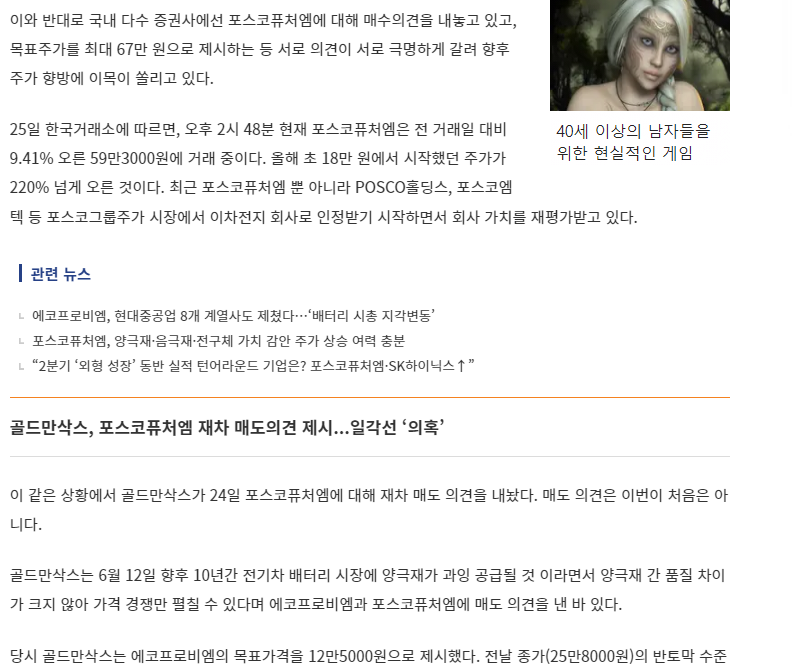 이와 반대로 국내 다수 증권사에선 포스코퓨처엠에 대해 매수의견을 내놓고 있고,
목표주가를 최대 67만 원으로 제시하는 등 서로 의견이 서로 극명하게 갈려 향후
주가 향방에 이목이 쏠리고 있다.
40세 이상의 남자들을
위한 현실적인 게임
25일 한국거래소에 따르면, 오후 2시 48분 현재 포스코퓨처엠은 전 거래일 대비
9.41% 오른 59만3000원에 거래 중이다. 올해 초 18만 원에서 시작했던 주가가
220% 넘게 오른 것이다. 최근 포스코퓨처엠 뿐 아니라 POSCO홀딩스, 포스코엠
텍 등 포스코그룹주가 시장에서 이차전지 회사로 인정받기 시작하면서 회사 가치를 재평가받고 있다.
관련 뉴스
에코프로비엠, 현대중공업 8개 계열사도 제쳤다…‘배터리 시총 지각변동’
포스코퓨처엠, 양극재·음극재·전구체 가치 감안 주가 상승 여력 충분
“2분기 ‘외형 성장’ 동반 실적 턴어라운드 기업은? 포스코퓨처엠·SK하이닉스↑”
골드만삭스, 포스코퓨처엠 재차 매도의견 제시...일각선 ‘의혹’
이 같은 상황에서 골드만삭스가 24일 포스코퓨처엠에 대해 재차 매도 의견을 내놨다. 매도 의견은 이번이 처음은 아
니다.
골드만삭스는 6월 12일 향후 10년간 전기차 배터리 시장에 양극재가 과잉 공급될 것 이라면서 양극재 간 품질 차이
가 크지 않아 가격 경쟁만 펼칠 수 있다며 에코프로비엠과 포스코퓨처엠에 매도 의견을 낸 바 있다.
당시 골드만삭스는 에코프로비엠의 목표가격을 12만5000원으로 제시했다. 전날 종가(25만8000원)의 반토막 수준